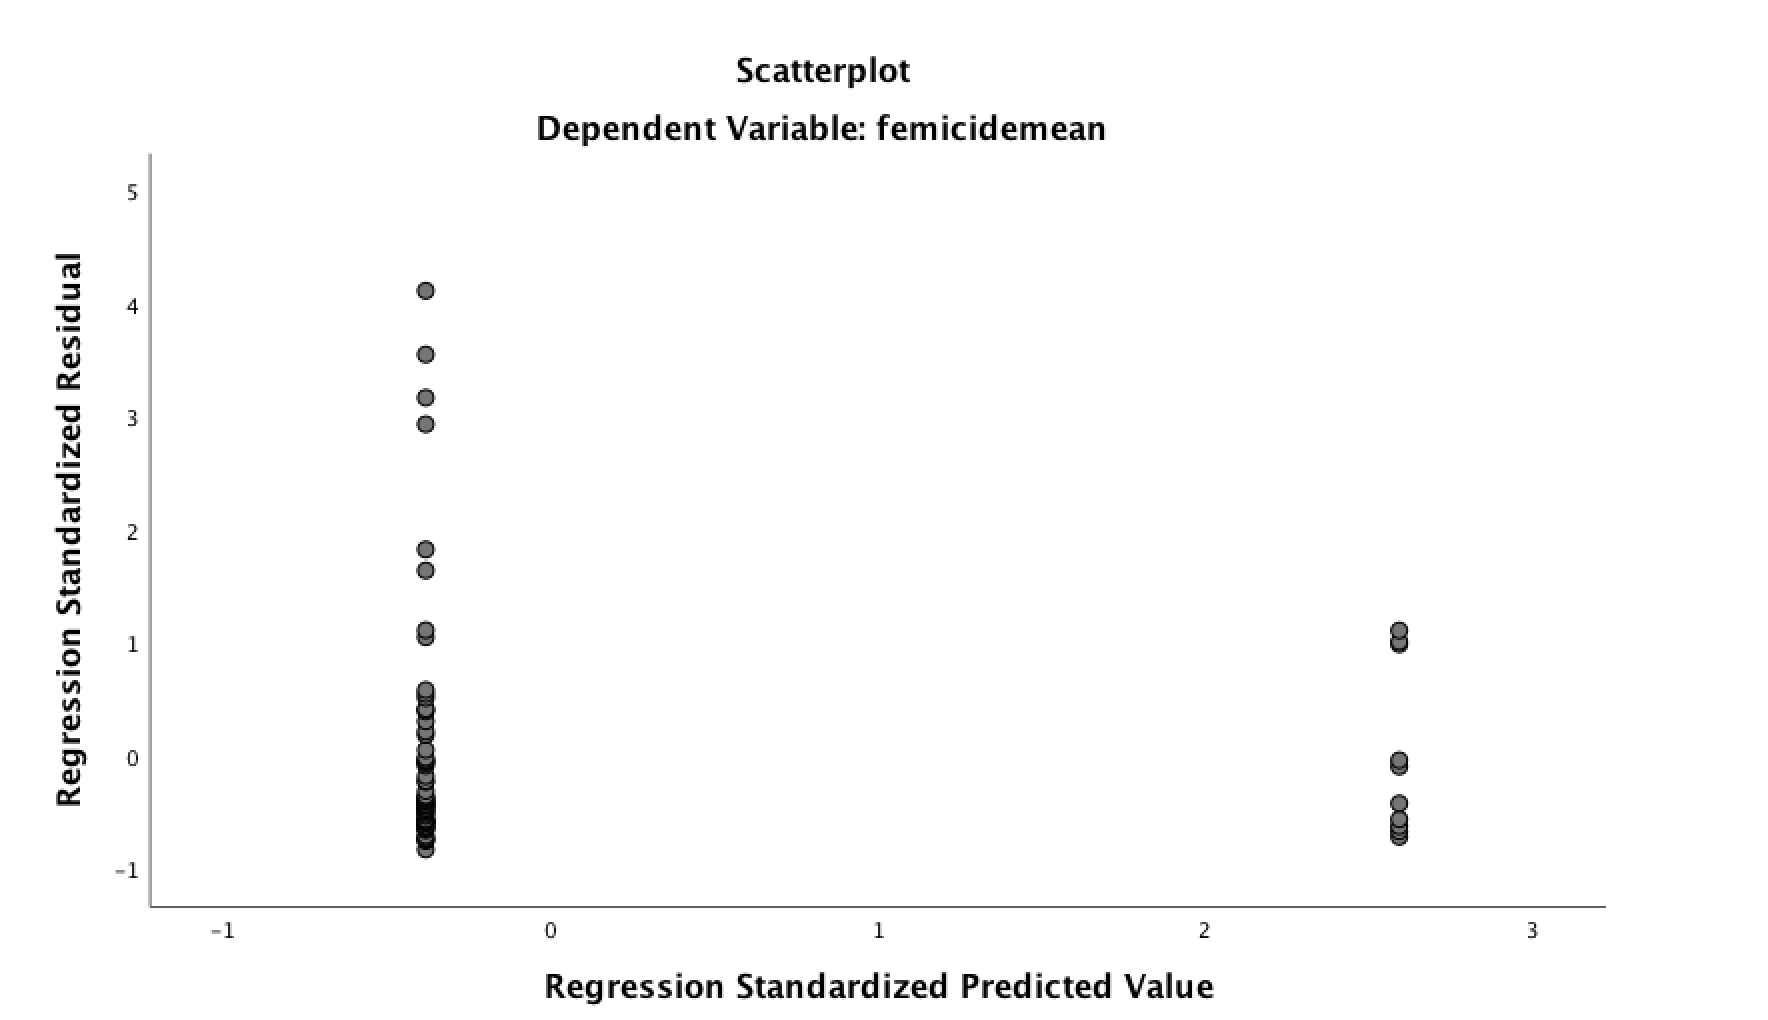 Scatterplot
Dependent Variable: femicidemean
Regression Standardized Residual
5
4
3
2
1
0
-1
-1 0 1 2 3
Regression Standardized Predicted Value